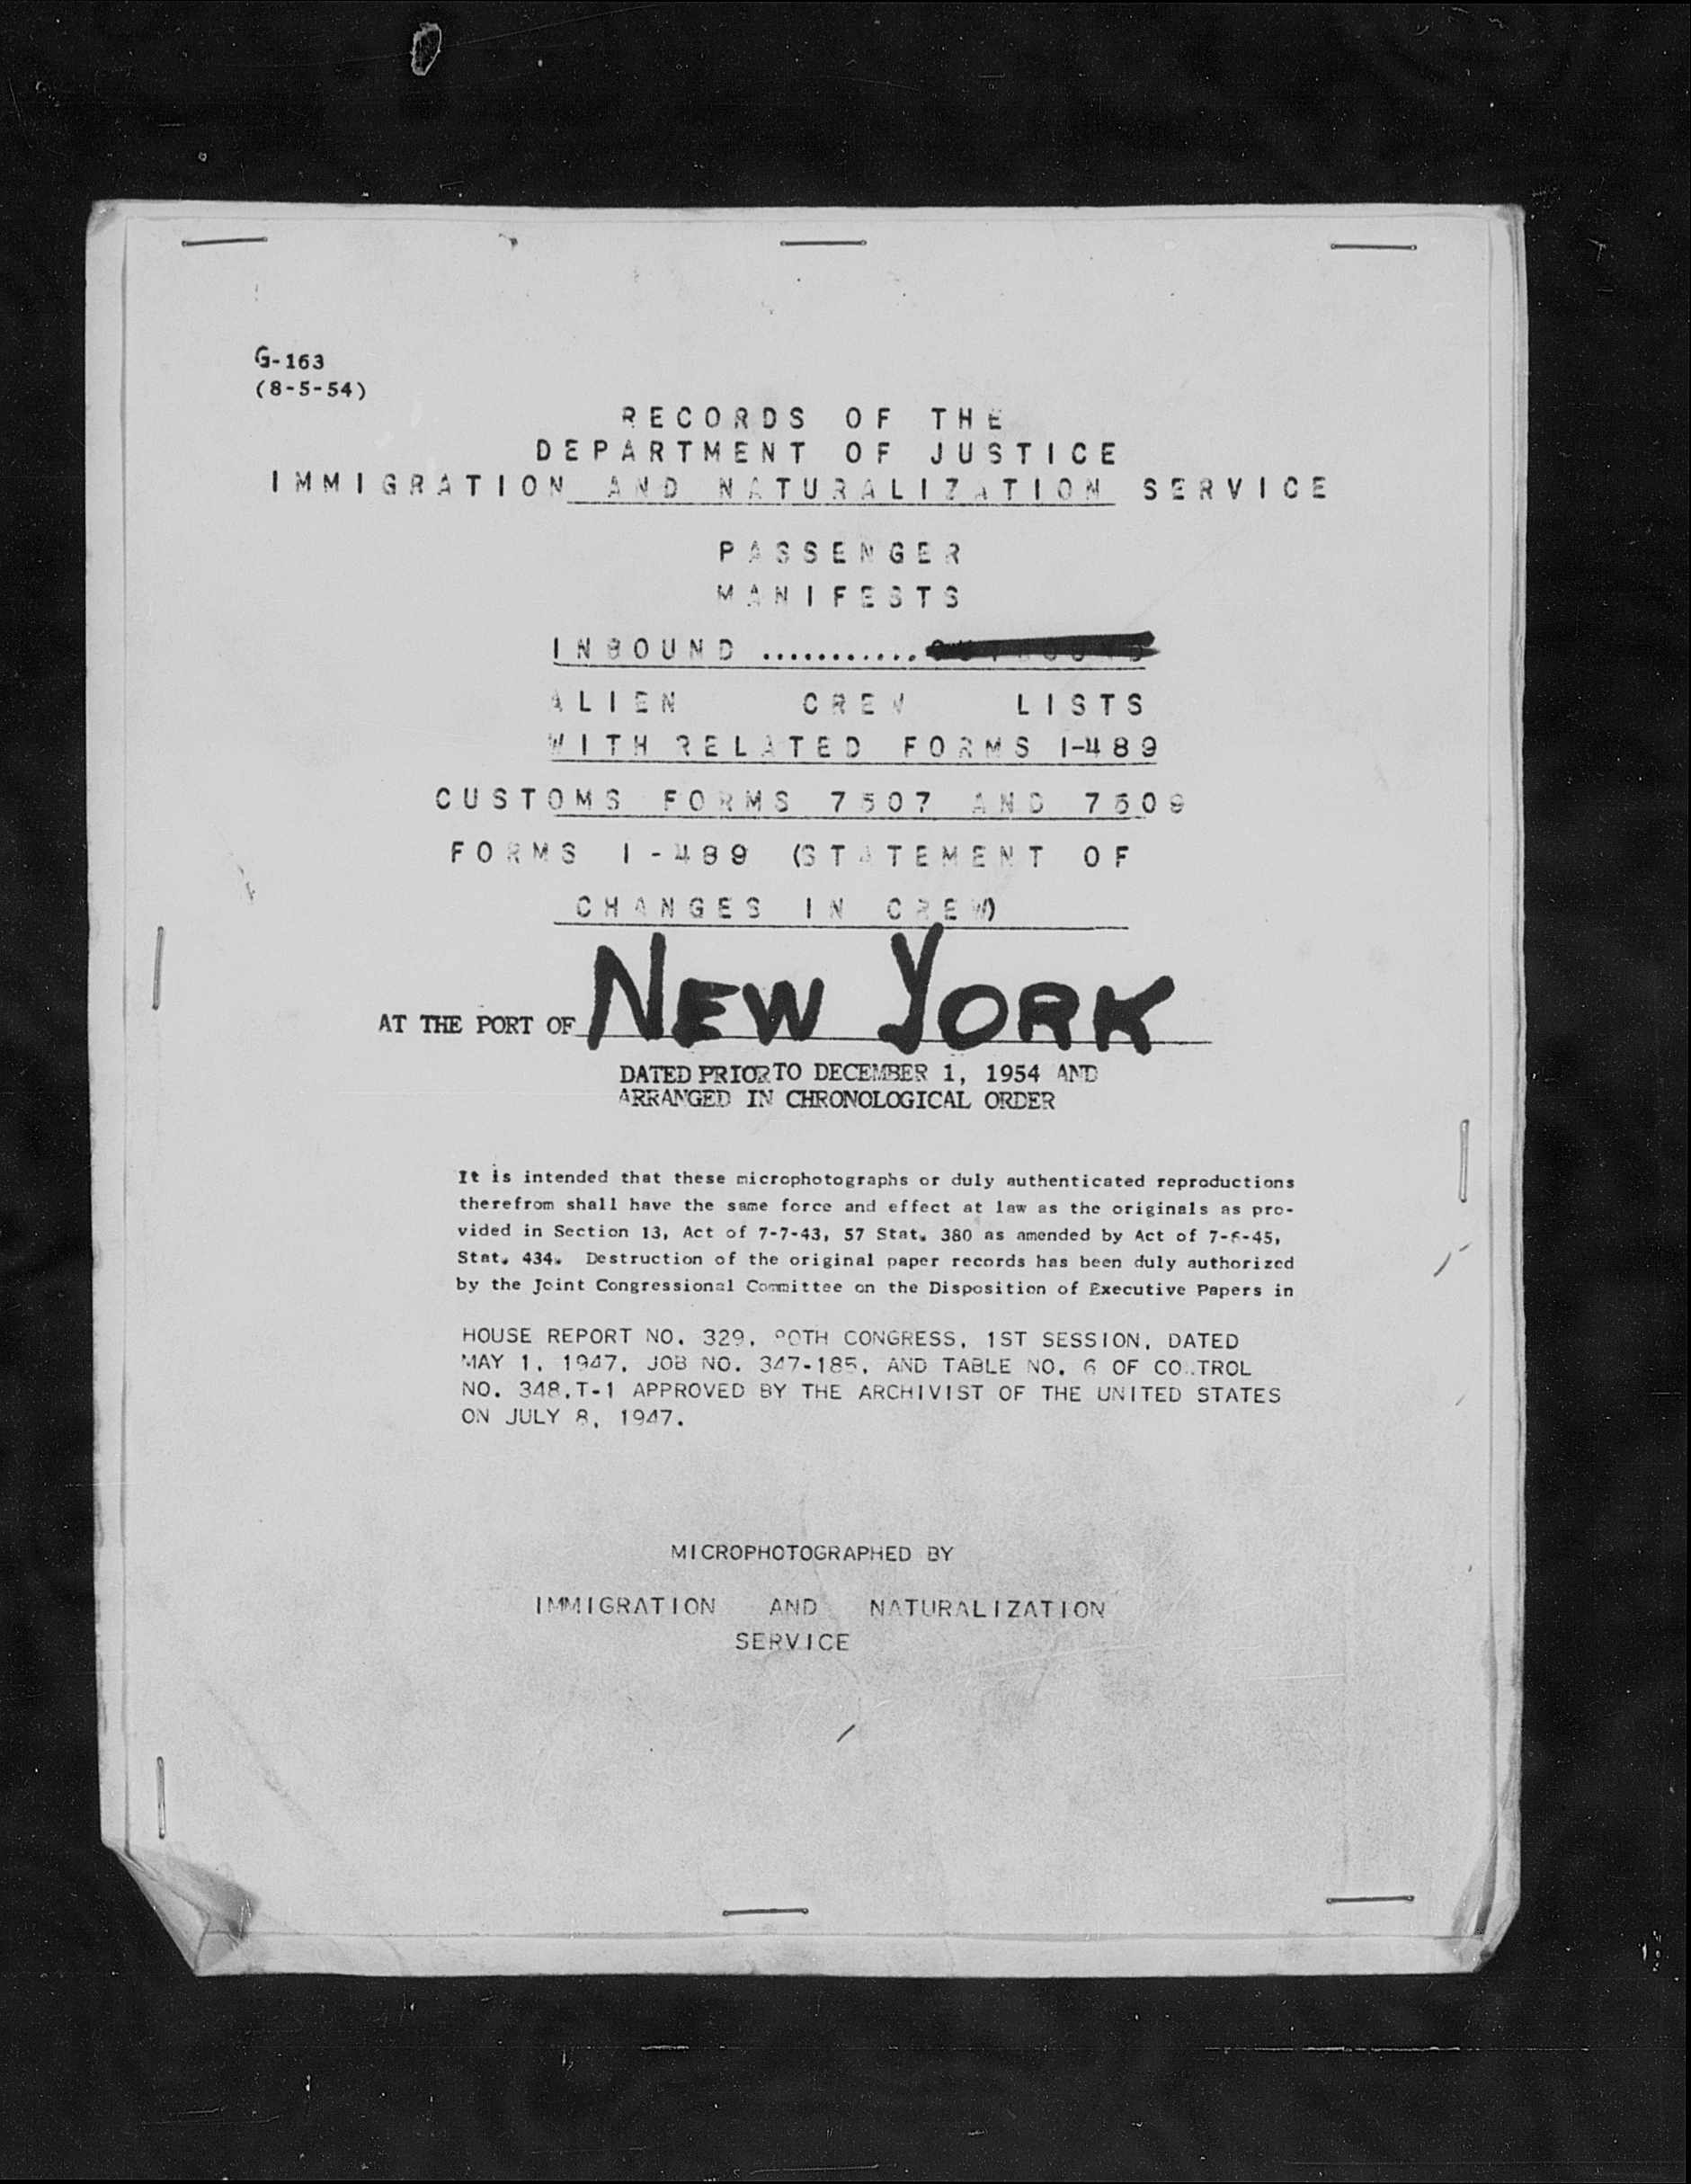 G-163
(8-5-54)
RECORDS OF THE
DEPARTMENT OF JUSTICE
IMMIGRATION AND NATURALIZATION SERVICE
PASSENGER
MANIFESTS
INBOUND ...........
ALIEN CREW LISTS
WITH RELATED FORMS I-489
CUSTOMS FORMS 7507 AND
FORMS I-489 (STATEMENT OF
CHANGES IN CREW)
AT THE PORT OF NEW YORK
DATED PRIOR TO DECEMBER 1, 1954 AND
ARRANGED IN CHRONOLOGICAL ORDER
It is intended that these microphotographs or duly authenticated reproductions
therefrom shall have the same force and effect at law as the originals as pro-
vided in Section 13, Act of 7-7-43, 57 Stat. 380 as amended by Act of
Stat. 434. Destruction of the original paper records has been duly authorized
by the Joint Congressional Committee on the Disposition of Executive Papers in
HOUSE REPORT NO. 329, 80TH CONGRESS, 1ST SESSION, DATED
MAY 1, 1947, JOB NO. 347-185, AND TABLE NO. 6 OF CONTROL
NO. 348,T-1 APPROVED BY THE ARCHIVIST OF THE UNITED STATES
ON JULY 8, 1947.
MICROPHOTOGRAPHED BY
IMMIGRATION AND NATURALIZATION
SERVICE